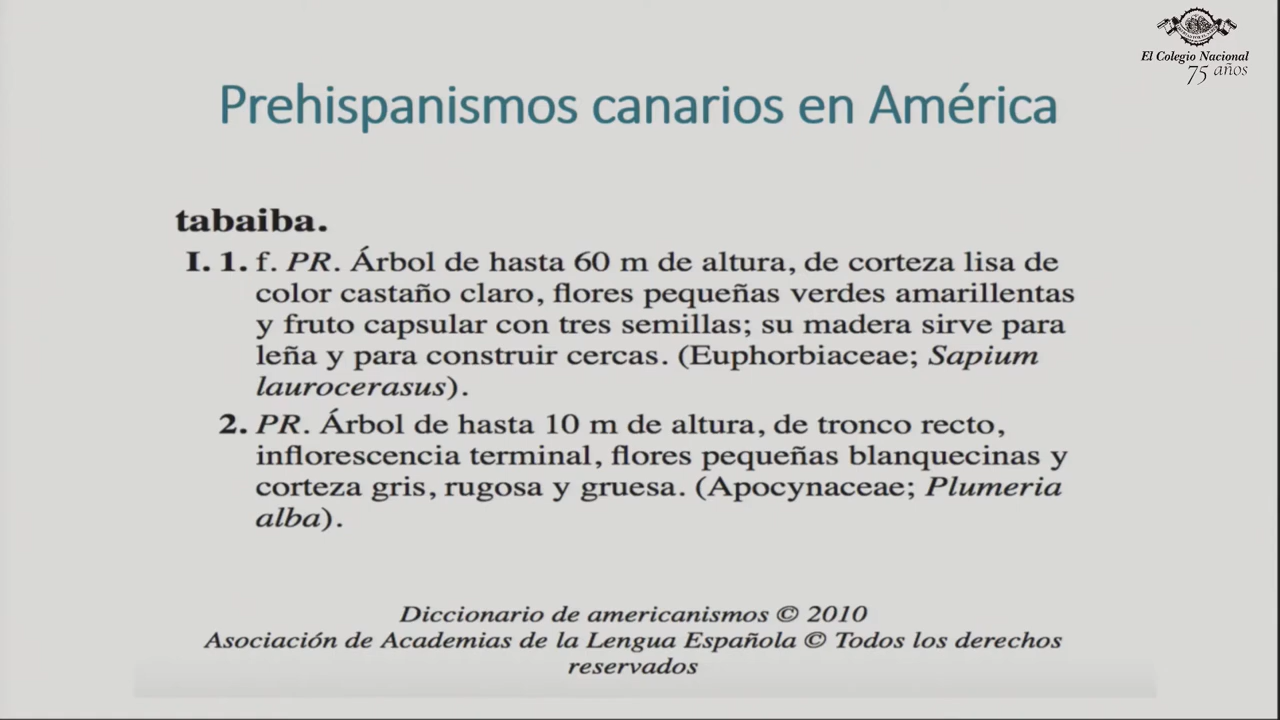 El Colegio Nacional
75 años
Prehispanismos canarios en América
tabaiba.
I. 1. f. PR. Árbol de hasta 60 m de altura, de corteza lisa de
color castaño claro, flores pequeñas verdes amarillentas
y fruto capsular con tres semillas; su madera sirve para
leña y para construir cercas. (Euphorbiaceae; Sapium
laurocerasus).
2. PR. Árbol de hasta 10 m de altura, de tronco recto,
inflorescencia terminal, flores pequeñas blanquecinas y
corteza gris, rugosa y gruesa. (Apocynaceae; Plumeria
alba).
Diccionario de americanismos © 2010
Asociación de Academias de la Lengua Española © Todos los derechos
reservados